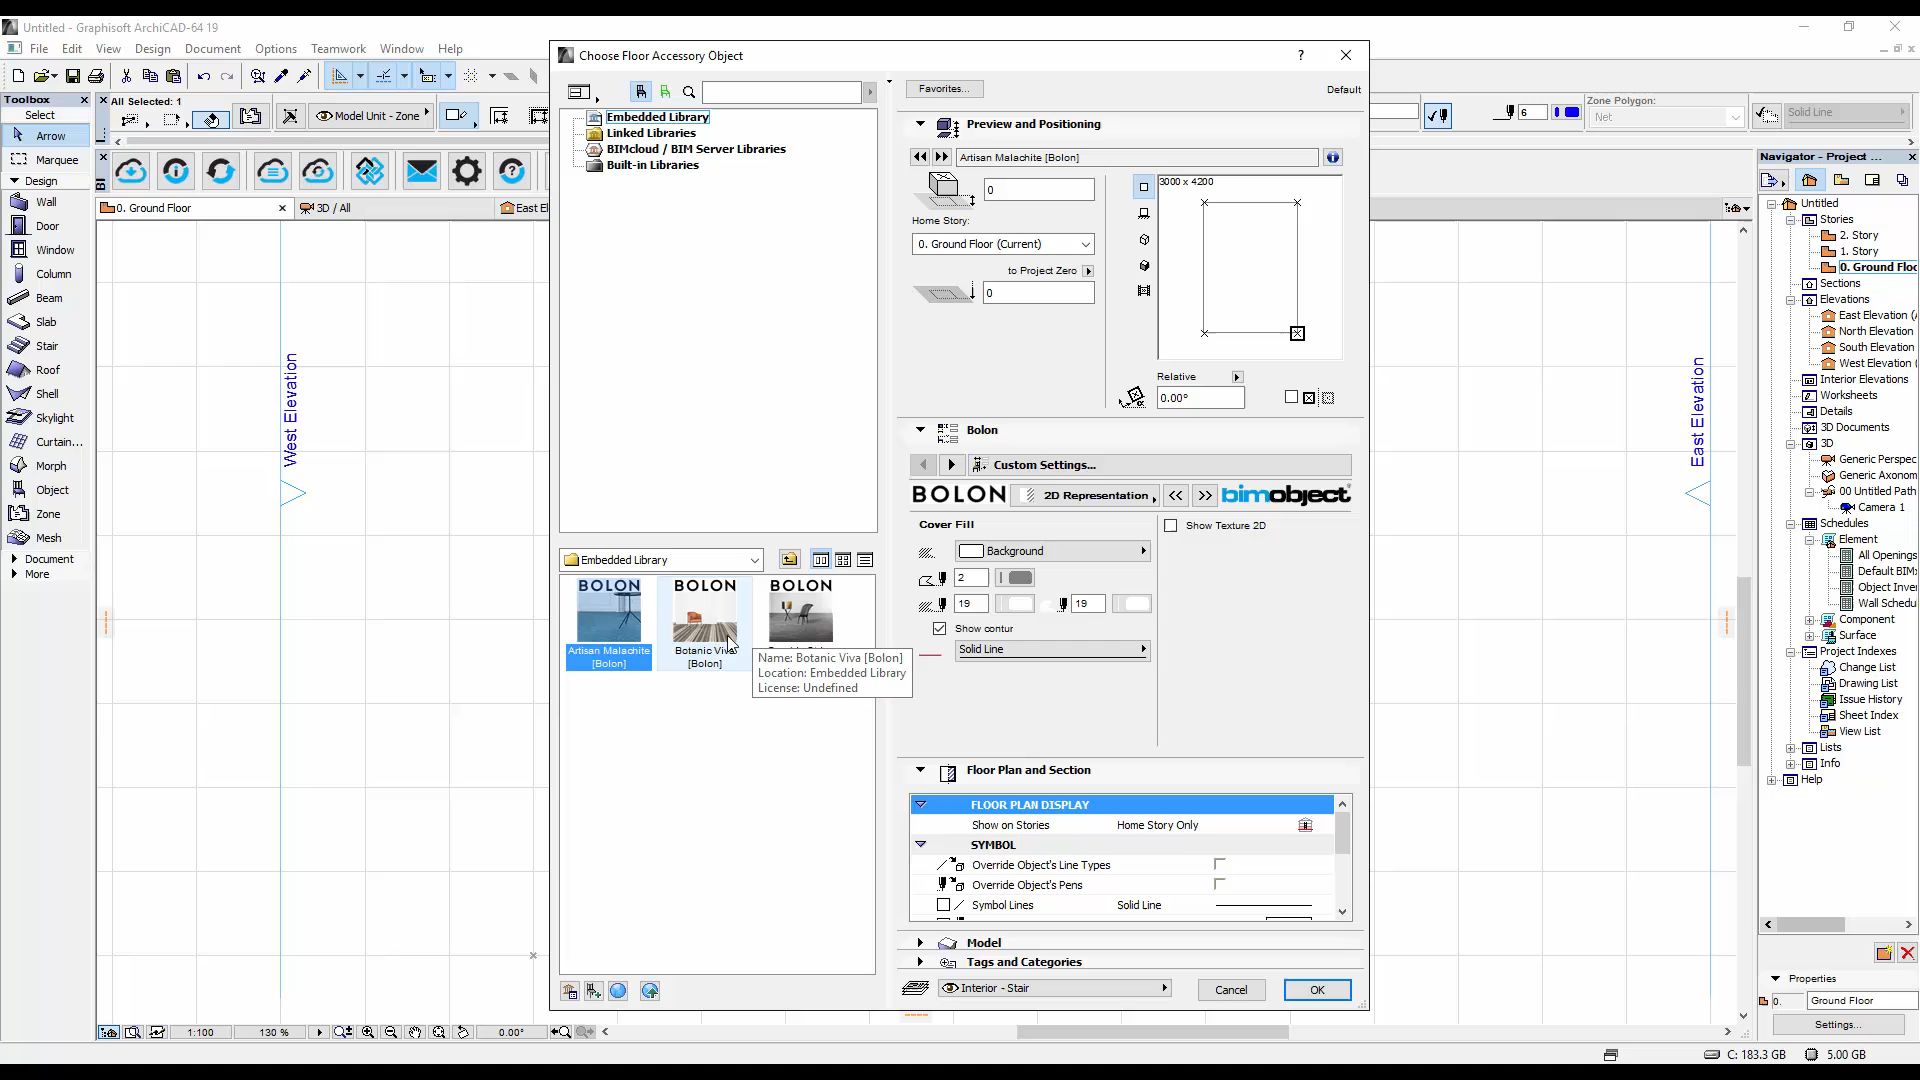 Untitled - Graphisoft ArchiCAD-64 19
File Edit View Design Document Options Teamwork Window Help
Toolbox
Select
Arrow
Marquee
Design
Wall
Door
Window
Column
Beam
Slab
Stair
Roof
Shell
Skylight
Curtain...
Morph
Object
Zone
Mesh
Document
More
All Selected: 1
Model Unit - Zone
BI
0. Ground Floor
3D / All
East El
West Elevation
East Elevation
Choose Floor Accessory Object
?
Embedded Library
Linked Libraries
BIMcloud / BIM Server Libraries
Built-in Libraries
Embedded Library
BOLON
Artisan Malachite
[Bolon]
BOLON
Botanic Viva
[Bolon]
BOLON
Name: Botanic Viva [Bolon]
Location: Embedded Library
License: Undefined
Favorites...
Default
Preview and Positioning
Artisan Malachite [Bolon]
0
Home Story:
0. Ground Floor (Current)
to Project Zero
0
3000 x 4200
Relative
0.00°
Bolon
Custom Settings...
BOLON
2D Representation
<< >>
bimobject
Cover Fill
Show Texture 2D
Background
2
19
19
Show contur
Solid Line
Floor Plan and Section
FLOOR PLAN DISPLAY
Show on Stories Home Story Only
SYMBOL
Override Object's Line Types
Override Object's Pens
Symbol Lines Solid Line
Model
Tags and Categories
Interior - Stair
Cancel
OK
6
Zone Polygon:
Net
Solid Line
Navigator - Project ...
Untitled
Stories
2. Story
1. Story
0. Ground Floo
Sections
Elevations
East Elevation (A
North Elevation
South Elevation
West Elevation (
Interior Elevations
Worksheets
Details
3D Documents
3D
Generic Perspec
Generic Axonom
00 Untitled Path
Camera 1
Schedules
Element
All Openings
Default BIMx
Object Inver
Wall Schedu
Component
Surface
Project Indexes
Change List
Drawing List
Issue History
Sheet Index
View List
Lists
Info
Help
Properties
0.
Ground Floor
Settings...
1:100
130 %
0.00°
C: 183.3 GB
5.00 GB